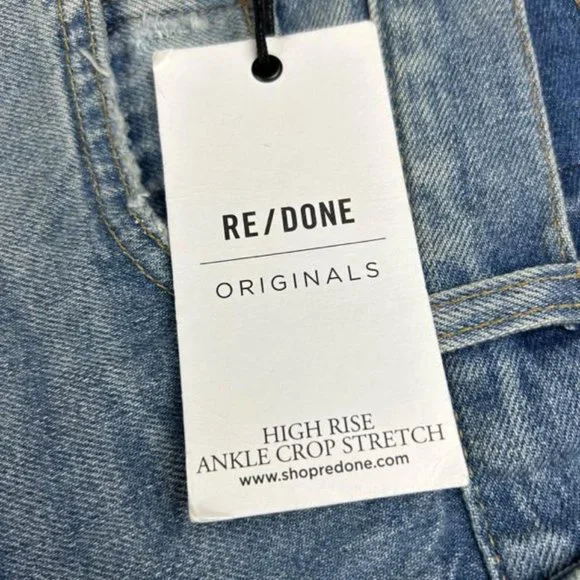 RE/DONE
ORIGINALS
HIGH RISE
ANKLE CROP STRETCH
www.shopredone.com